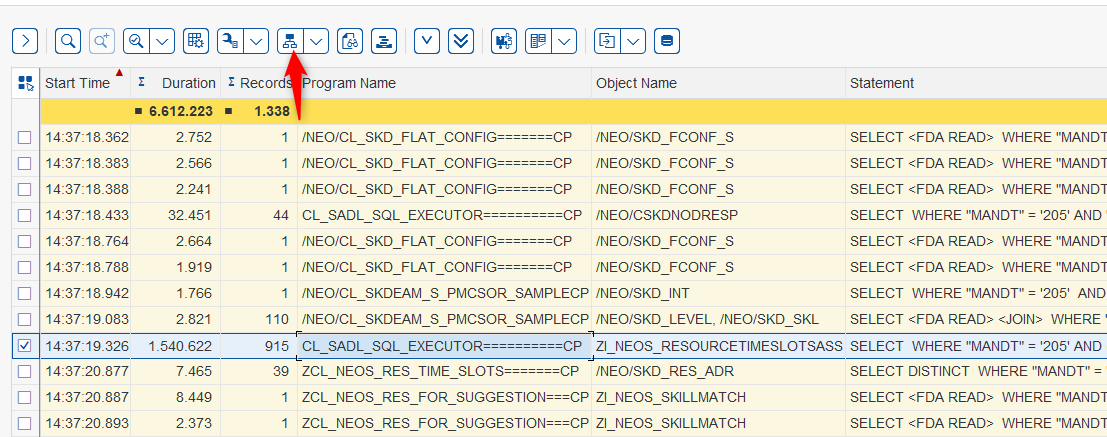 Start Time Σ Duration Σ Records Program Name Object Name Statement
6.612.223 1.338
14:37:18.362 2.752 1 /NEO/CL_SKD_FLAT_CONFIG=======CP /NEO/SKD_FCONF_S SELECT <FDA READ> WHERE "MANDT
14:37:18.383 2.566 1 /NEO/CL_SKD_FLAT_CONFIG=======CP /NEO/SKD_FCONF_S SELECT <FDA READ> WHERE "MANDT
14:37:18.388 2.241 1 /NEO/CL_SKD_FLAT_CONFIG=======CP /NEO/SKD_FCONF_S SELECT <FDA READ> WHERE "MANDT
14:37:18.433 32.451 44 CL_SADL_SQL_EXECUTOR==========CP /NEO/CSKDNODRESP SELECT WHERE "MANDT" = '205' AND
14:37:18.764 2.664 1 /NEO/CL_SKD_FLAT_CONFIG=======CP /NEO/SKD_FCONF_S SELECT <FDA READ> WHERE "MANDT
14:37:18.788 1.919 1 /NEO/CL_SKD_FLAT_CONFIG=======CP /NEO/SKD_FCONF_S SELECT <FDA READ> WHERE "MANDT
14:37:18.942 1.766 1 /NEO/CL_SKDEAM_S_PMCSOR_SAMPLECP /NEO/SKD_INT SELECT WHERE "MANDT" = '205' AND
14:37:19.083 2.821 110 /NEO/CL_SKDEAM_S_PMCSOR_SAMPLECP /NEO/SKD_LEVEL, /NEO/SKD_SKL SELECT <FDA READ> <JOIN> WHERE "
14:37:19.326 1.540.622 915 CL_SADL_SQL_EXECUTOR==========CP ZI_NEOS_RESOURCETIMESLOTSASS SELECT WHERE "MANDT" = '205' AND
14:37:20.877 7.465 39 ZCL_NEOS_RES_TIME_SLOTS=======CP /NEO/SKD_RES_ADR SELECT DISTINCT WHERE "MANDT" = '
14:37:20.887 8.449 1 ZCL_NEOS_RES_FOR_SUGGESTION===CP ZI_NEOS_SKILLMATCH SELECT <FDA READ> WHERE "MANDT
14:37:20.893 2.373 1 ZCL_NEOS_RES_FOR_SUGGESTION===CP ZI_NEOS_SKILLMATCH SELECT <FDA READ> WHERE "MANDT